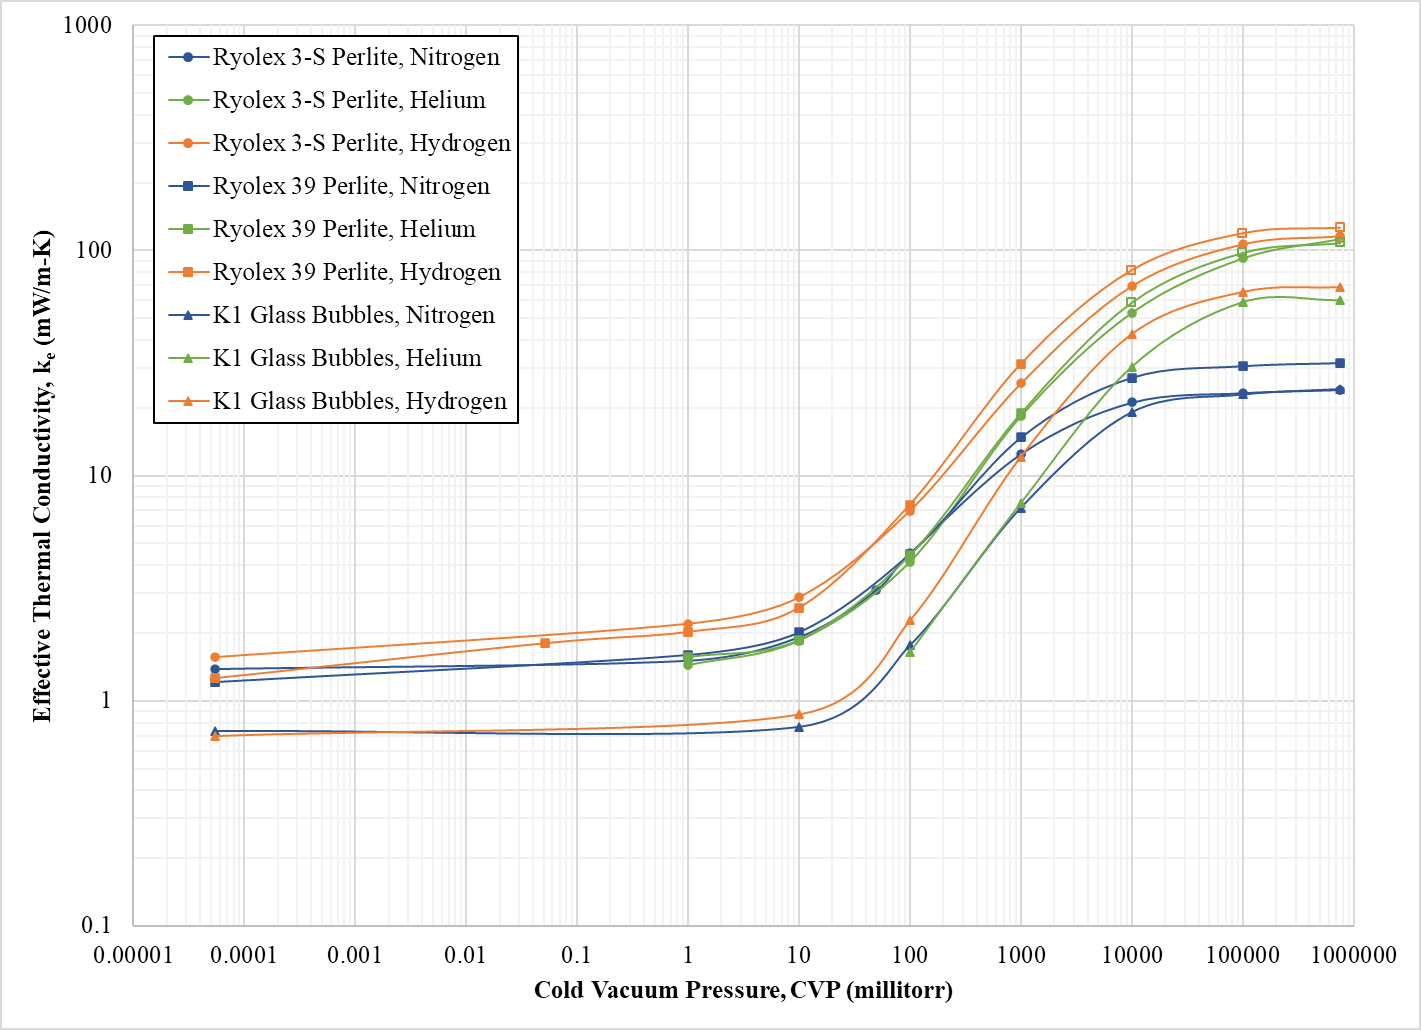 1000
Ryolex 3-S Perlite, Nitrogen
Ryolex 3-S Perlite, Helium
Ryolex 3-S Perlite, Hydrogen
Ryolex 39 Perlite, Nitrogen
Ryolex 39 Perlite, Helium
Ryolex 39 Perlite, Hydrogen
K1 Glass Bubbles, Nitrogen
K1 Glass Bubbles, Helium
K1 Glass Bubbles, Hydrogen
100
10
1
0.1
Effective Thermal Conductivity, ke (mW/m-K)
0.00001 0.0001 0.001 0.01 0.1 1 10 100 1000 10000 100000 1000000
Cold Vacuum Pressure, CVP (millitorr)